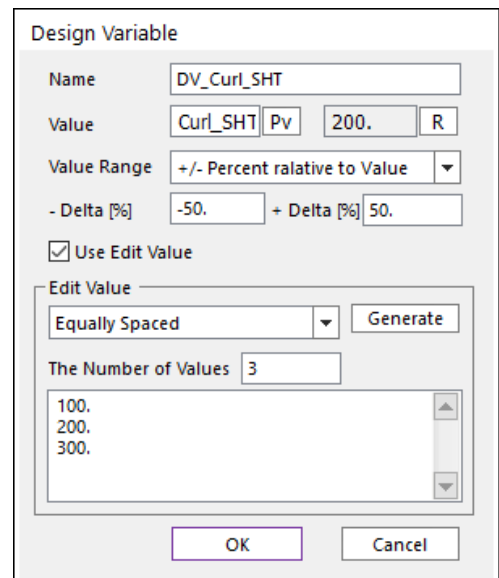 Design Variable
Name DV_Curl_SHT
Value Curl_SHT Pv 200. R
Value Range +/- Percent ralative to Value
- Delta [%] -50. + Delta [%] 50.
Use Edit Value
Edit Value
Equally Spaced Generate
The Number of Values 3
100.
200.
300.
OK Cancel